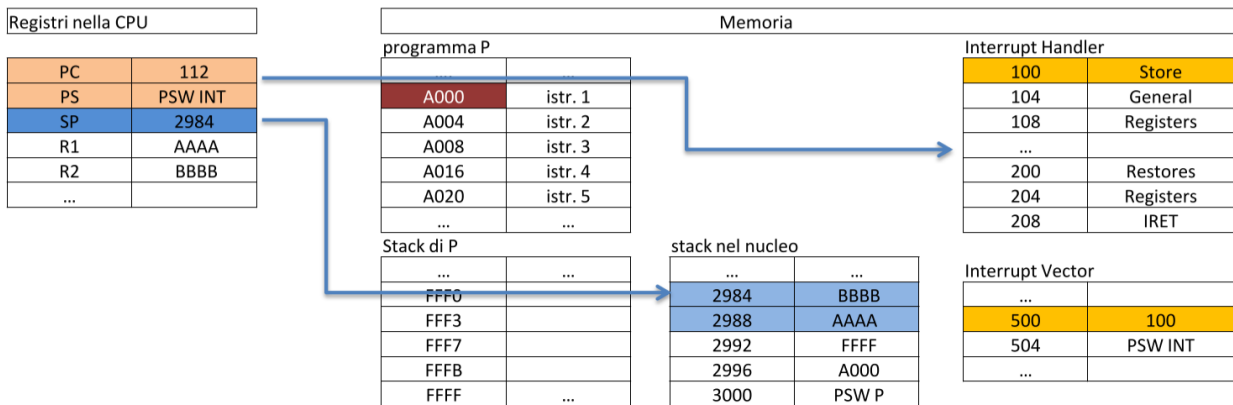 Registri nella CPU
Memoria
PC 112
PS PSW INT
SP 2984
R1 AAAA
R2 BBBB
...
programma P
.... ...
A000 istr. 1
A004 istr. 2
A008 istr. 3
A016 istr. 4
A020 istr. 5
... ...
Interrupt Handler
100 Store
104 General
108 Registers
...
200 Restores
204 Registers
208 IRET
Stack di P
... ...
FFF0
FFF3
FFF7
FFFB
FFFF ...
stack nel nucleo
... ...
2984 BBBB
2988 AAAA
2992 FFFF
2996 A000
3000 PSW P
Interrupt Vector
...
500 100
504 PSW INT
...